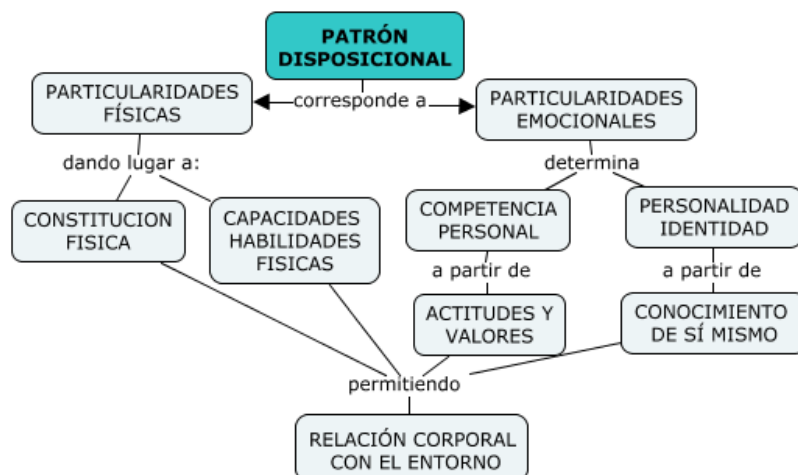 PATRÓN
DISPOSICIONAL
PARTICULARIDADES
FÍSICAS
corresponde a
PARTICULARIDADES
EMOCIONALES
dando lugar a:
determina
CONSTITUCION
FISICA
CAPACIDADES
HABILIDADES
FISICAS
COMPETENCIA
PERSONAL
PERSONALIDAD
IDENTIDAD
a partir de
a partir de
ACTITUDES Y
VALORES
CONOCIMIENTO
DE SÍ MISMO
permitiendo
RELACIÓN CORPORAL
CON EL ENTORNO